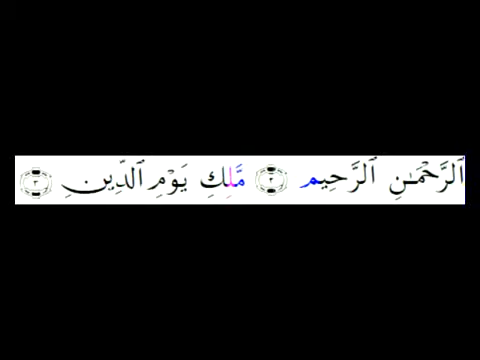 ٱلرَّحْمَٰنِ ٱلرَّحِيم ٢ مَّلِكِ يَوْمِ ٱلدِّينِ ٣